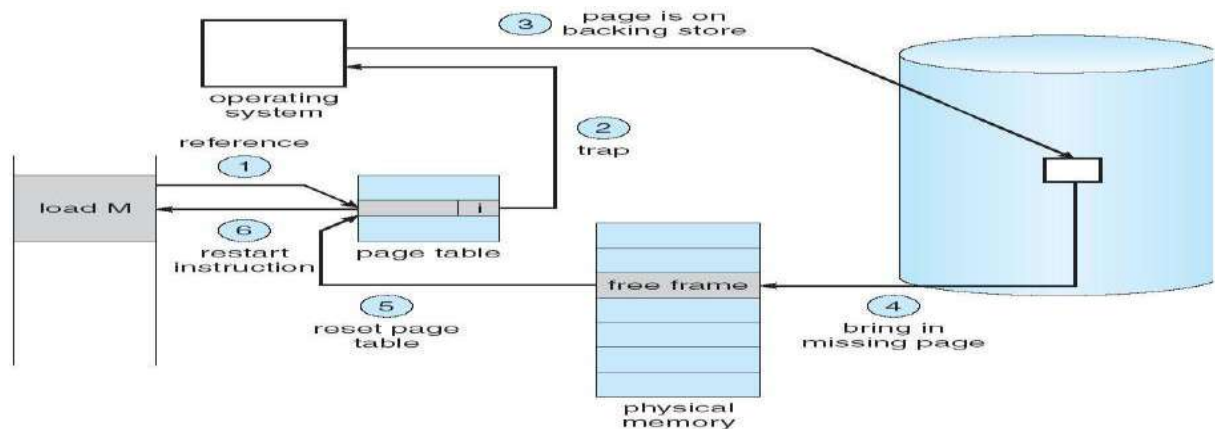 3
page is on
backing store
operating
system
reference
1
2
trap
load M
i
6
restart
instruction
page table
free frame
5
reset page
table
4
bring in
missing page
physical
memory